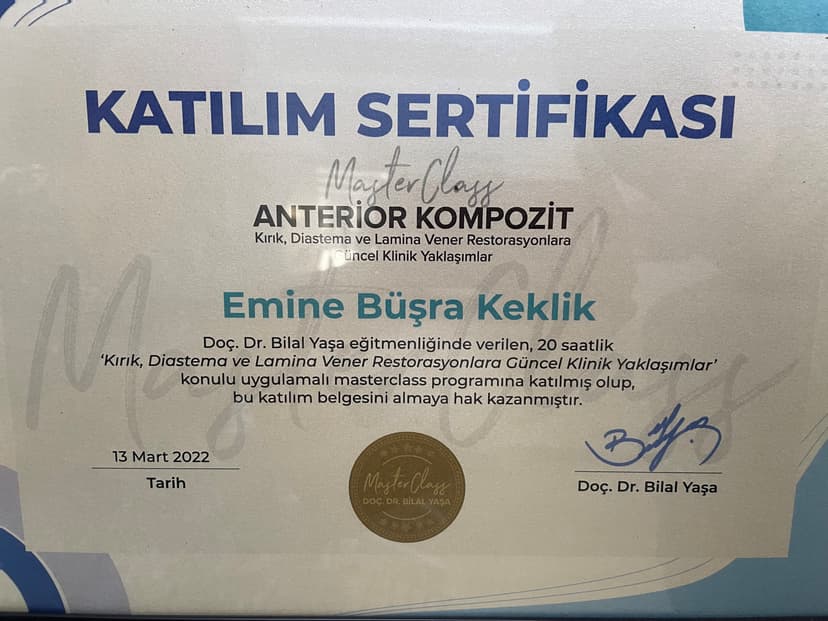 KATILIM SERTİFİKASI
MasterClass
ANTERİOR KOMPOZİT
Kırık, Diastema ve Lamina Vener Restorasyonlara
Güncel Klinik Yaklaşımlar
Emine Büşra Keklik
Doç. Dr. Bilal Yaşa eğitmenliğinde verilen, 20 saatlik
‘Kırık, Diastema ve Lamina Vener Restorasyonlara Güncel Klinik Yaklaşımlar’
konulu uygulamalı masterclass programına katılmış olup,
bu katılım belgesini almaya hak kazanmıştır.
13 Mart 2022
Tarih
MasterClass
DOÇ. DR. BİLAL YAŞA
Doç. Dr. Bilal Yaşa
MasterClass